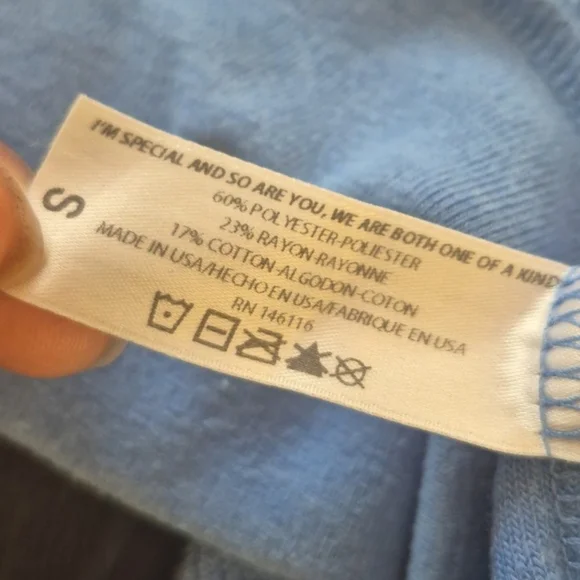 I'M SPECIAL AND SO ARE YOU, WE ARE BOTH ONE OF A KIND
60% POLYESTER-POLIESTER
23% RAYON-RAYONNE
17% COTTON-ALGODON-COTON
MADE IN USA/HECHO EN USA/FABRIQUE EN USA
RN 146116
S